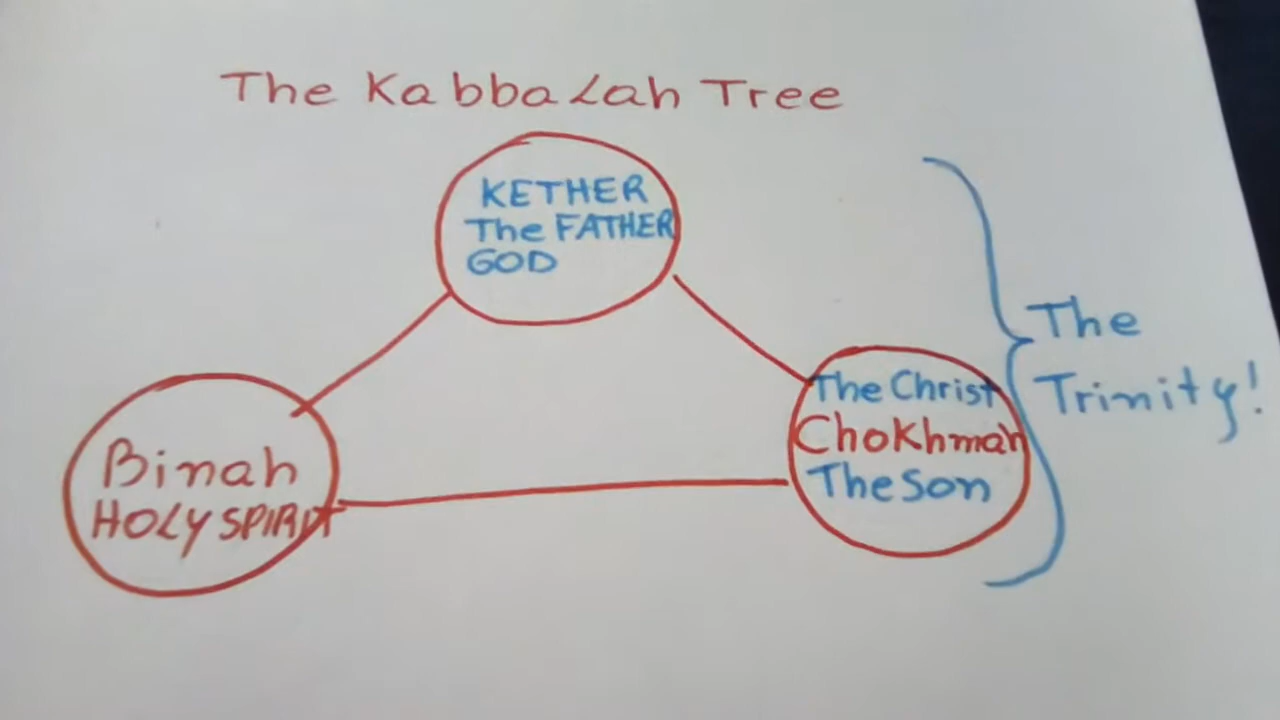 The Kabbalah Tree
KETHER
The FATHER
GOD
The Christ
Chokhmah
The Son
Binah
HOLY SPIRIT
The
Trinity!